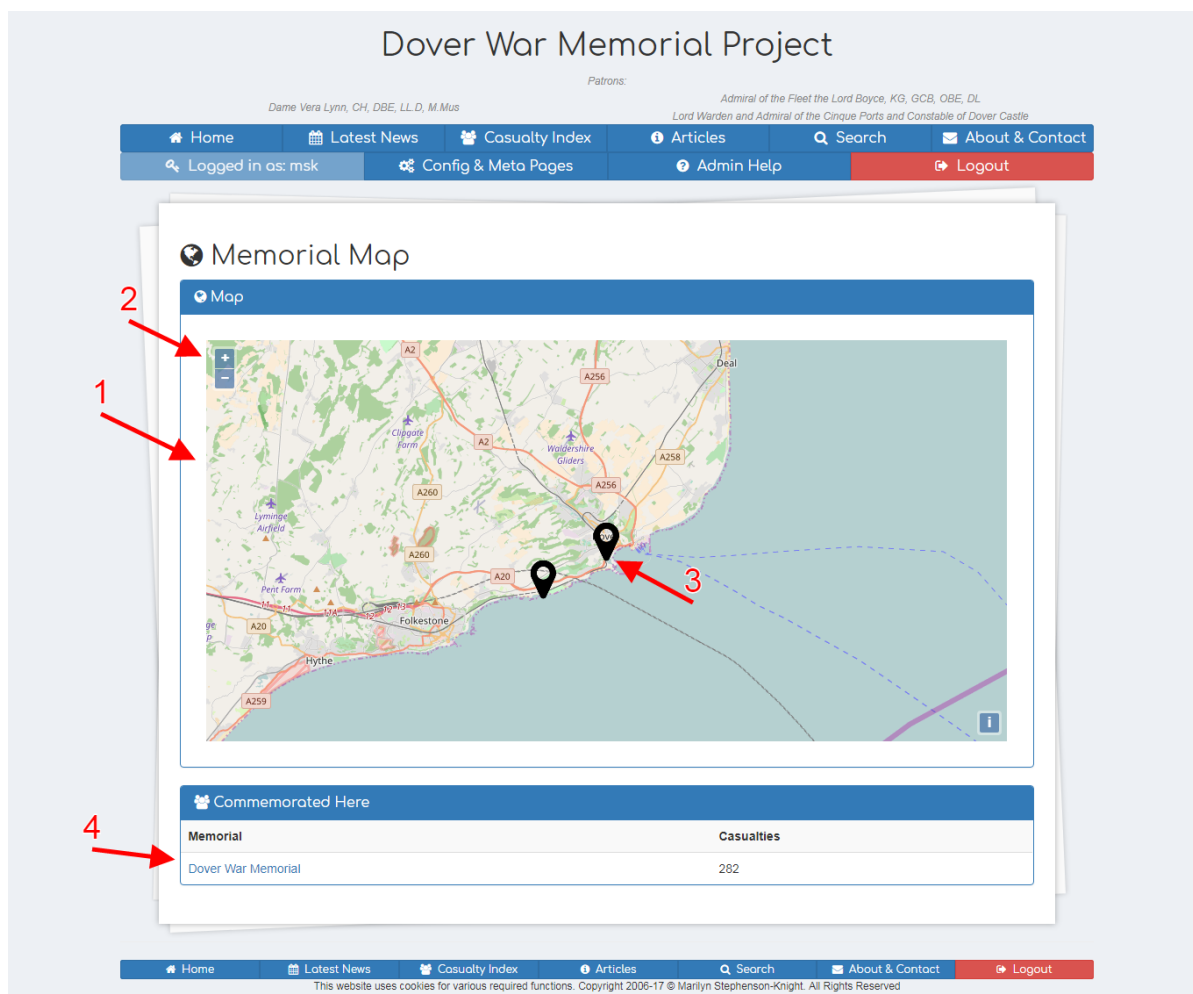 Dover War Memorial Project
Patrons:
Dame Vera Lynn, CH, DBE, LL.D, M.Mus
Admiral of the Fleet the Lord Boyce, KG, GCB, OBE, DL
Lord Warden and Admiral of the Cinque Ports and Constable of Dover Castle
Home Latest News Casualty Index Articles Search About & Contact
Logged in as: msk Config & Meta Pages Admin Help Logout
Memorial Map
2
Map
1
+
−
A2
Deal
A256
Clipgate
Farm
A2
Waldershire
Gliders
A258
A260
A256
Lyminge
Airfield
A260
A20
3
Pent Farm
11 11 11A 12 13
A20
Folkestone
Hythe
A259
i
Commemorated Here
4
Memorial Casualties
Dover War Memorial 282
Home Latest News Casualty Index Articles Search About & Contact Logout
This website uses cookies for various required functions. Copyright 2006-17 © Marilyn Stephenson-Knight. All Rights Reserved